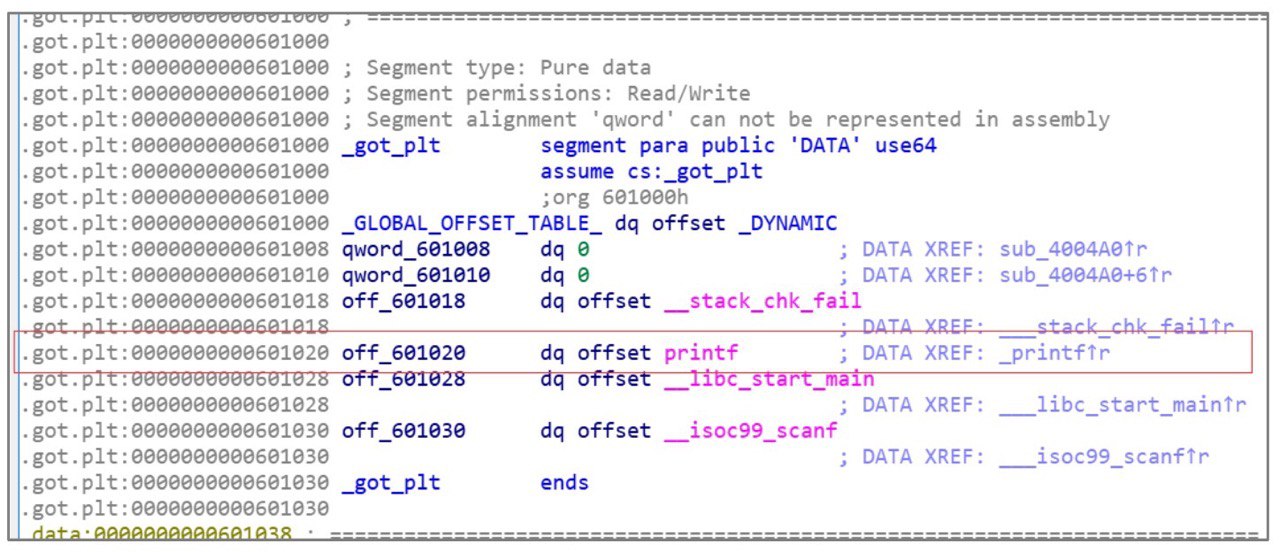 .got.plt:0000000000601000 ; ===========================================================================
.got.plt:0000000000601000
.got.plt:0000000000601000 ; Segment type: Pure data
.got.plt:0000000000601000 ; Segment permissions: Read/Write
.got.plt:0000000000601000 ; Segment alignment 'qword' can not be represented in assembly
.got.plt:0000000000601000 _got_plt segment para public 'DATA' use64
.got.plt:0000000000601000 assume cs:_got_plt
.got.plt:0000000000601000 ;org 601000h
.got.plt:0000000000601000 _GLOBAL_OFFSET_TABLE_ dq offset _DYNAMIC
.got.plt:0000000000601008 qword_601008 dq 0 ; DATA XREF: sub_4004A0↑r
.got.plt:0000000000601010 qword_601010 dq 0 ; DATA XREF: sub_4004A0+6↑r
.got.plt:0000000000601018 off_601018 dq offset __stack_chk_fail
.got.plt:0000000000601018 ; DATA XREF: ___stack_chk_fail↑r
.got.plt:0000000000601020 off_601020 dq offset printf ; DATA XREF: _printf↑r
.got.plt:0000000000601028 off_601028 dq offset __libc_start_main
.got.plt:0000000000601028 ; DATA XREF: ___libc_start_main↑r
.got.plt:0000000000601030 off_601030 dq offset __isoc99_scanf
.got.plt:0000000000601030 ; DATA XREF: ___isoc99_scanf↑r
.got.plt:0000000000601030 _got_plt ends
.got.plt:0000000000601030
.data:0000000000601038 ; ===========================================================================